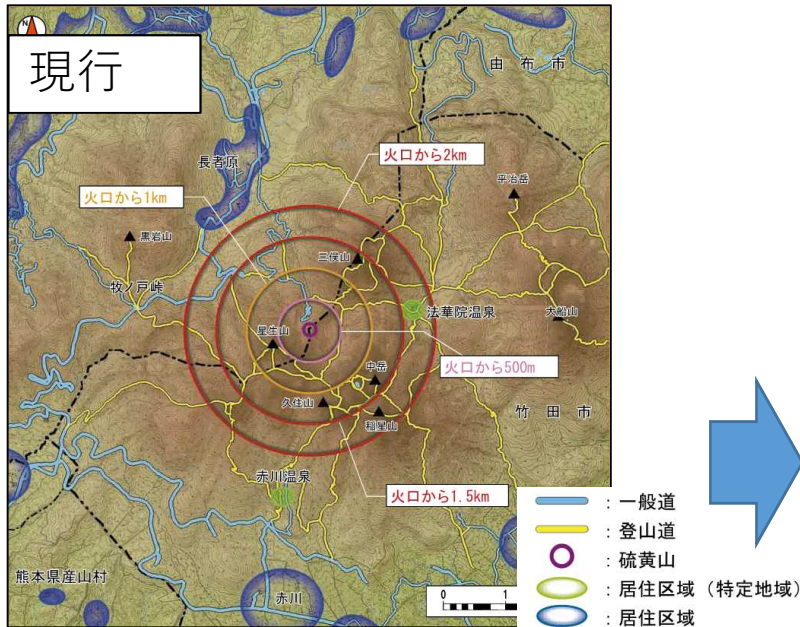 N
現行
由布市
長者原
火口から2km
平治岳
火口から1km
黒岩山
三俣山
牧ノ戸峠
法華院温泉
大船山
星生山
火口から500m
中岳
久住山
稲星山
竹田市
赤川温泉
火口から1.5km
熊本県産山村
赤川
0 1
：一般道
：登山道
：硫黄山
：居住区域（特定地域）
：居住区域